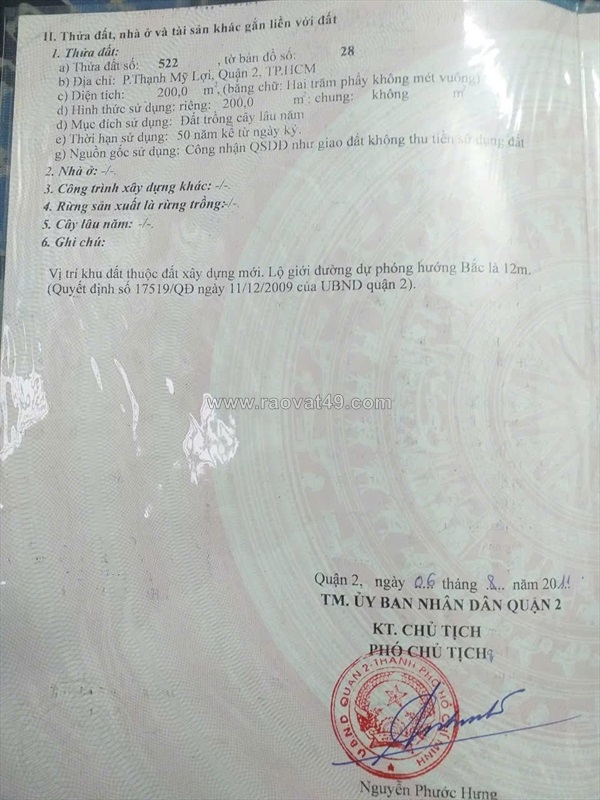 II. Thửa đất, nhà ở và tài sản khác gắn liền với đất
1. Thửa đất:
a) Thửa đất số: 522 , tờ bản đồ số: 28
b) Địa chỉ: P.Thạnh Mỹ Lợi, Quận 2, TP.HCM
c) Diện tích: 200,0 m², (bằng chữ: Hai trăm phẩy không mét vuông)
d) Hình thức sử dụng: riêng: 200,0 m²: chung: không m²
đ) Mục đích sử dụng: Đất trồng cây lâu năm
e) Thời hạn sử dụng: 50 năm kể từ ngày ký.
g) Nguồn gốc sử dụng: Công nhận QSDĐ như giao đất không thu tiền sử dụng đất
2. Nhà ở: -/-.
3. Công trình xây dựng khác: -/-.
4. Rừng sản xuất là rừng trồng:-/-.
5. Cây lâu năm: -/-.
6. Ghi chú:
Vị trí khu đất thuộc đất xây dựng mới. Lộ giới đường dự phóng hướng Bắc là 12m.
(Quyết định số 17519/QĐ ngày 11/12/2009 của UBND quận 2).
www.raovat49.com
Quận 2, ngày 06 tháng 8 năm 2011
TM. ỦY BAN NHÂN DÂN QUẬN 2
KT. CHỦ TỊCH
PHÓ CHỦ TỊCH
UBND QUẬN 2 THÀNH PHỐ HỒ CHÍ MINH
Nguyễn Phước Hưng